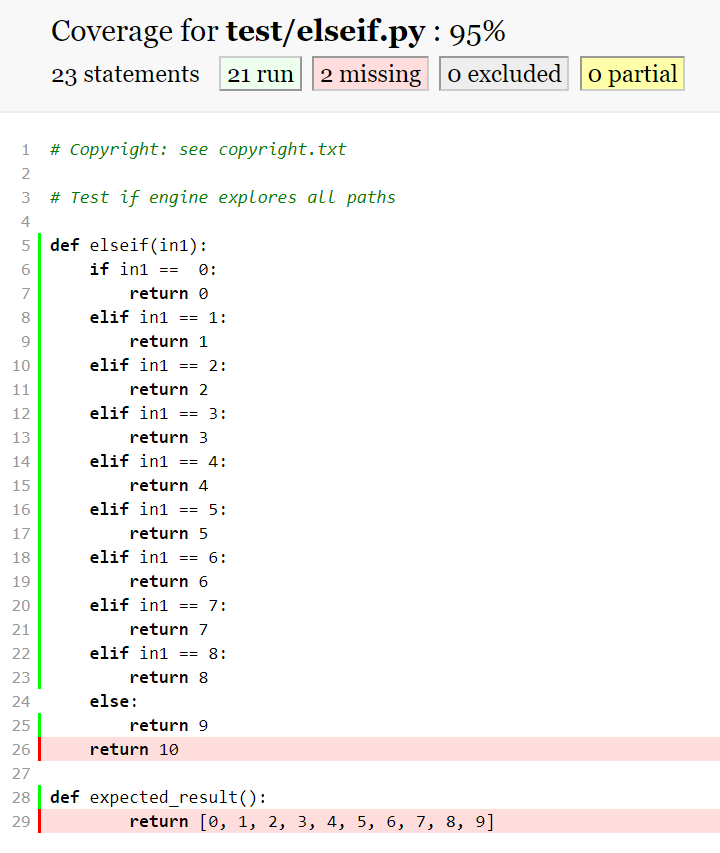 Coverage for test/elseif.py : 95%
23 statements 21 run 2 missing 0 excluded 0 partial
1 # Copyright: see copyright.txt
2
3 # Test if engine explores all paths
4
5 def elseif(in1):
6     if in1 ==  0:
7         return 0
8     elif in1 == 1:
9         return 1
10     elif in1 == 2:
11         return 2
12     elif in1 == 3:
13         return 3
14     elif in1 == 4:
15         return 4
16     elif in1 == 5:
17         return 5
18     elif in1 == 6:
19         return 6
20     elif in1 == 7:
21         return 7
22     elif in1 == 8:
23         return 8
24     else:
25         return 9
26     return 10
27
28 def expected_result():
29         return [0, 1, 2, 3, 4, 5, 6, 7, 8, 9]